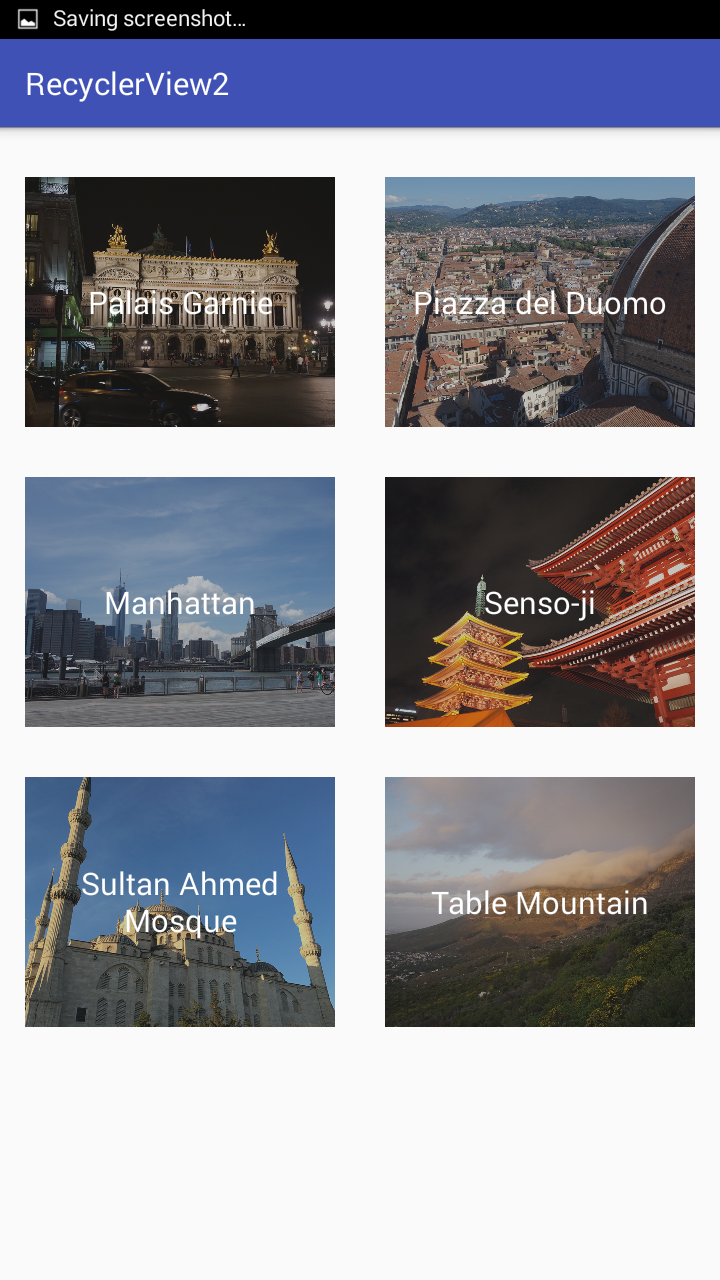 Saving screenshot...
RecyclerView2
Palais Garnie
Piazza del Duomo
Manhattan
Senso-ji
Sultan Ahmed
Mosque
Table Mountain